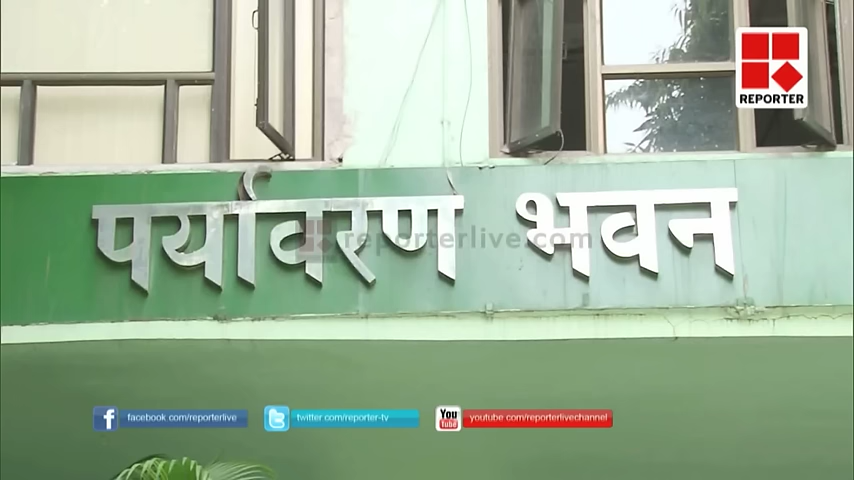 REPORTER
पर्यावरण भवन
reporterlive.com
facebook.com/reporterlive
twitter.com/reporter-tv
You Tube
youtube.com/reporterlivechannel